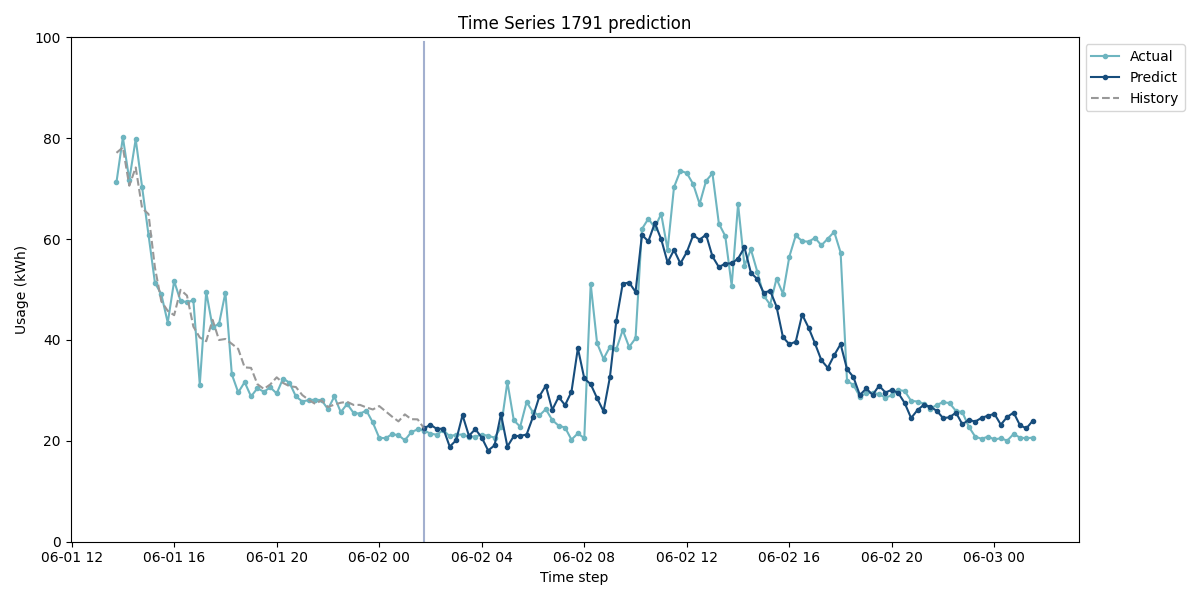 Time Series 1791 prediction
100
80
60
40
20
0
Usage (kWh)
06-01 12
06-01 16
06-01 20
06-02 00
06-02 04
06-02 08
06-02 12
06-02 16
06-02 20
06-03 00
Time step
Actual
Predict
History